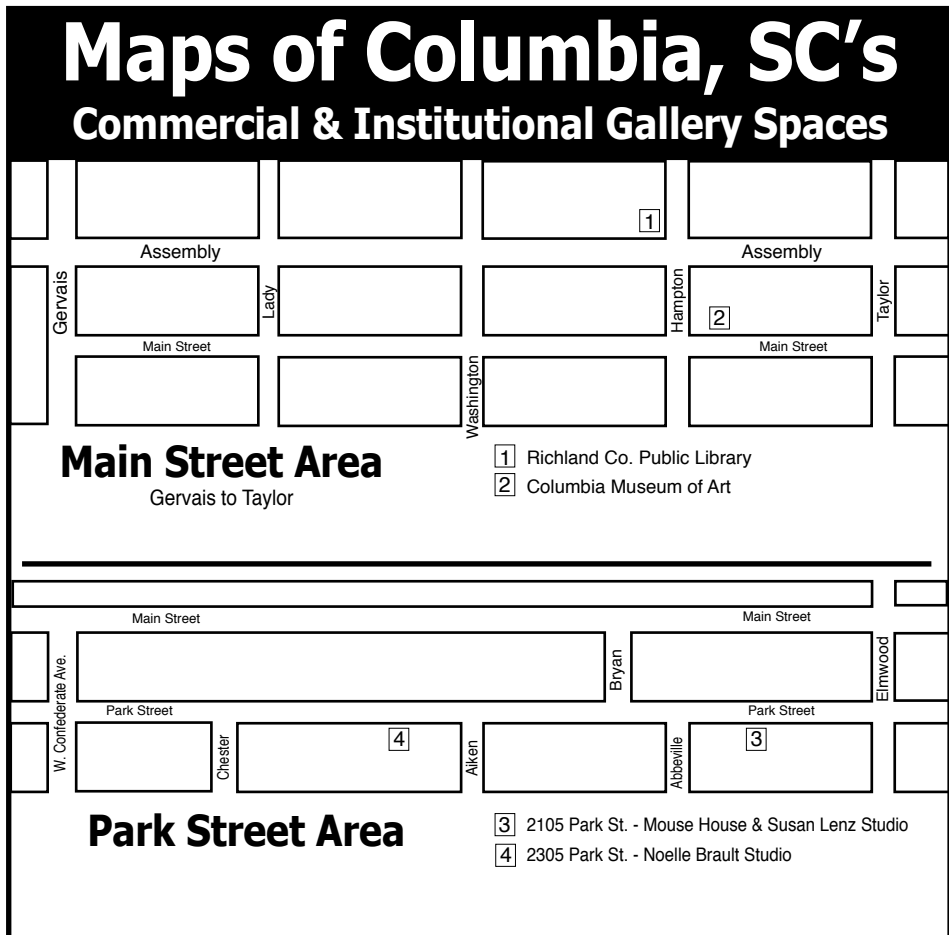 Maps of Columbia, SC's
Commercial & Institutional Gallery Spaces
1
Assembly
Assembly
Gervais
Lady
Hampton
Taylor
2
Main Street
Main Street
Washington
Main Street Area
Gervais to Taylor
1 Richland Co. Public Library
2 Columbia Museum of Art
Main Street
Main Street
W. Confederate Ave.
Bryan
Elmwood
Park Street
Park Street
Chester
4
Aiken
Abbeville
3
Park Street Area
3 2105 Park St. - Mouse House & Susan Lenz Studio
4 2305 Park St. - Noelle Brault Studio